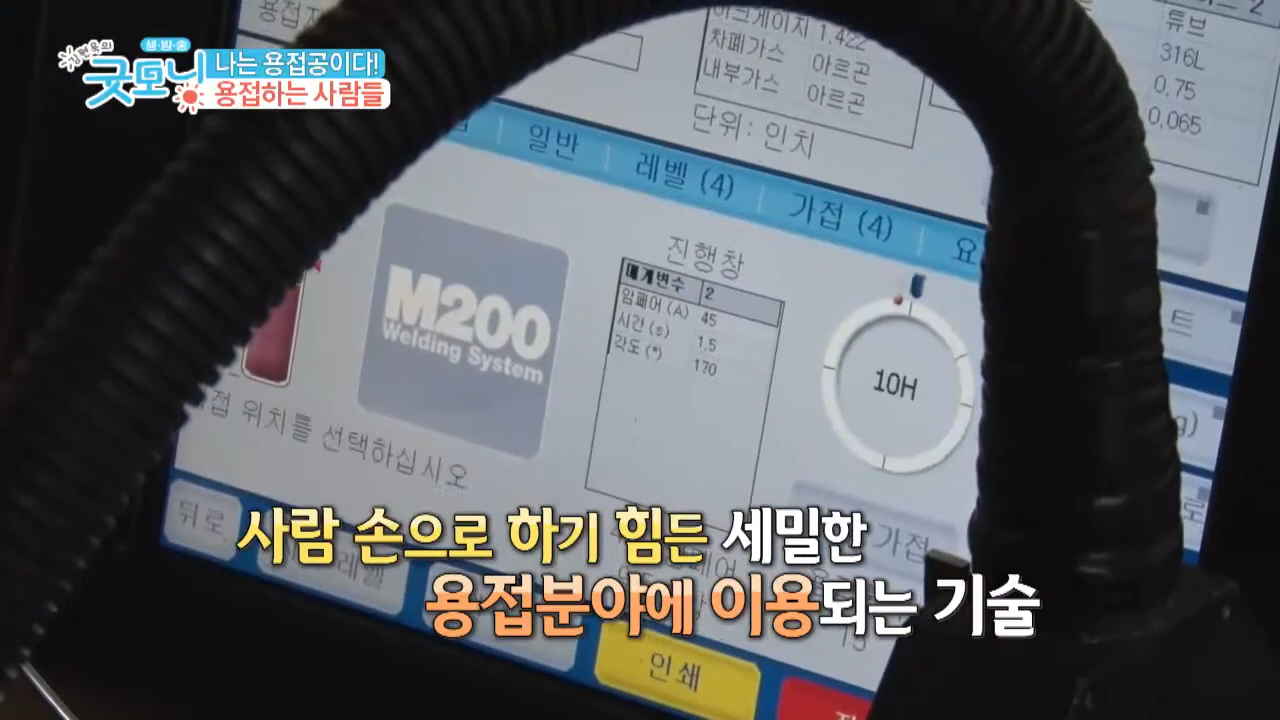 생·방·송
굿모닝
나는 용접공이다!
용접하는 사람들
아크게이지 1.422
차폐가스 아르곤
내부가스 아르곤
단위: 인치
튜브
316L
0.75
0.065
일반
레벨 (4)
가접 (4)
요
M200
Welding System
진행창
매개변수 2
암페어 (A) 45
시간 (s) 1.5
각도 (°) 170
10H
위치를 선택하십시오
뒤로
레벨
가접
사람 손으로 하기 힘든 세밀한
용접분야에 이용되는 기술
인쇄